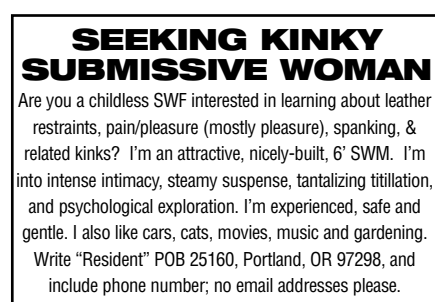 SEEKING KINKY
SUBMISSIVE WOMAN
Are you a childless SWF interested in learning about leather
restraints, pain/pleasure (mostly pleasure), spanking, &
related kinks? I'm an attractive, nicely-built, 6' SWM. I'm
into intense intimacy, steamy suspense, tantalizing titillation,
and psychological exploration. I'm experienced, safe and
gentle. I also like cars, cats, movies, music and gardening.
Write “Resident” POB 25160, Portland, OR 97298, and
include phone number; no email addresses please.